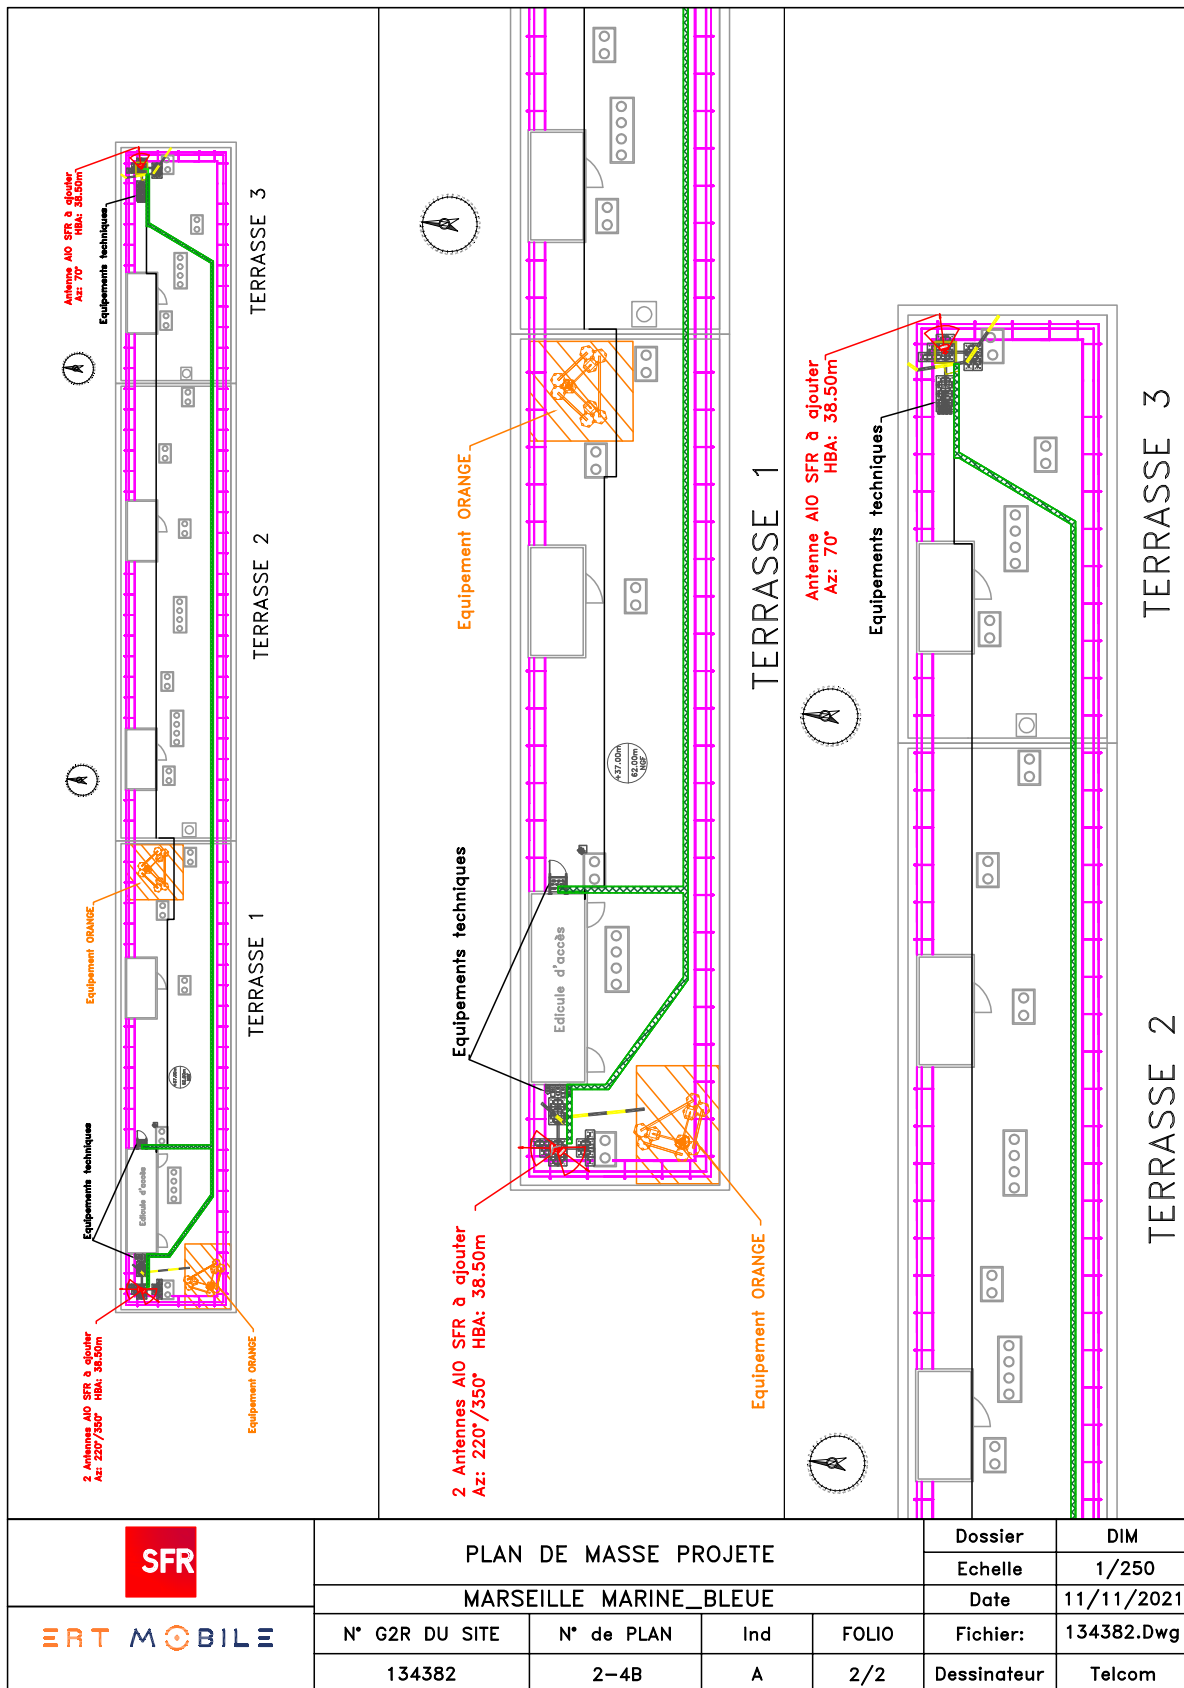 Antenne AIO SFR à ajouter
Az: 70° HBA: 38.50m
Equipements techniques
TERRASSE 3
TERRASSE 2
Equipement ORANGE
TERRASSE 1
Equipements techniques
Edicule d'accès
2 Antennes AIO SFR à ajouter
Az: 220°/350° HBA: 38.50m
Equipement ORANGE
Equipement ORANGE
TERRASSE 1
+37.00m
62.00m
NGF
Equipements techniques
Edicule d'accès
2 Antennes AIO SFR à ajouter
Az: 220°/350° HBA: 38.50m
Equipement ORANGE
Antenne AIO SFR à ajouter
Az: 70° HBA: 38.50m
Equipements techniques
TERRASSE 3
TERRASSE 2
SFR
ERT MOBILE
PLAN DE MASSE PROJETE
MARSEILLE MARINE_BLEUE
N° G2R DU SITE N° de PLAN Ind FOLIO
134382 2-4B A 2/2
Dossier DIM
Echelle 1/250
Date 11/11/2021
Fichier: 134382.Dwg
Dessinateur Telcom